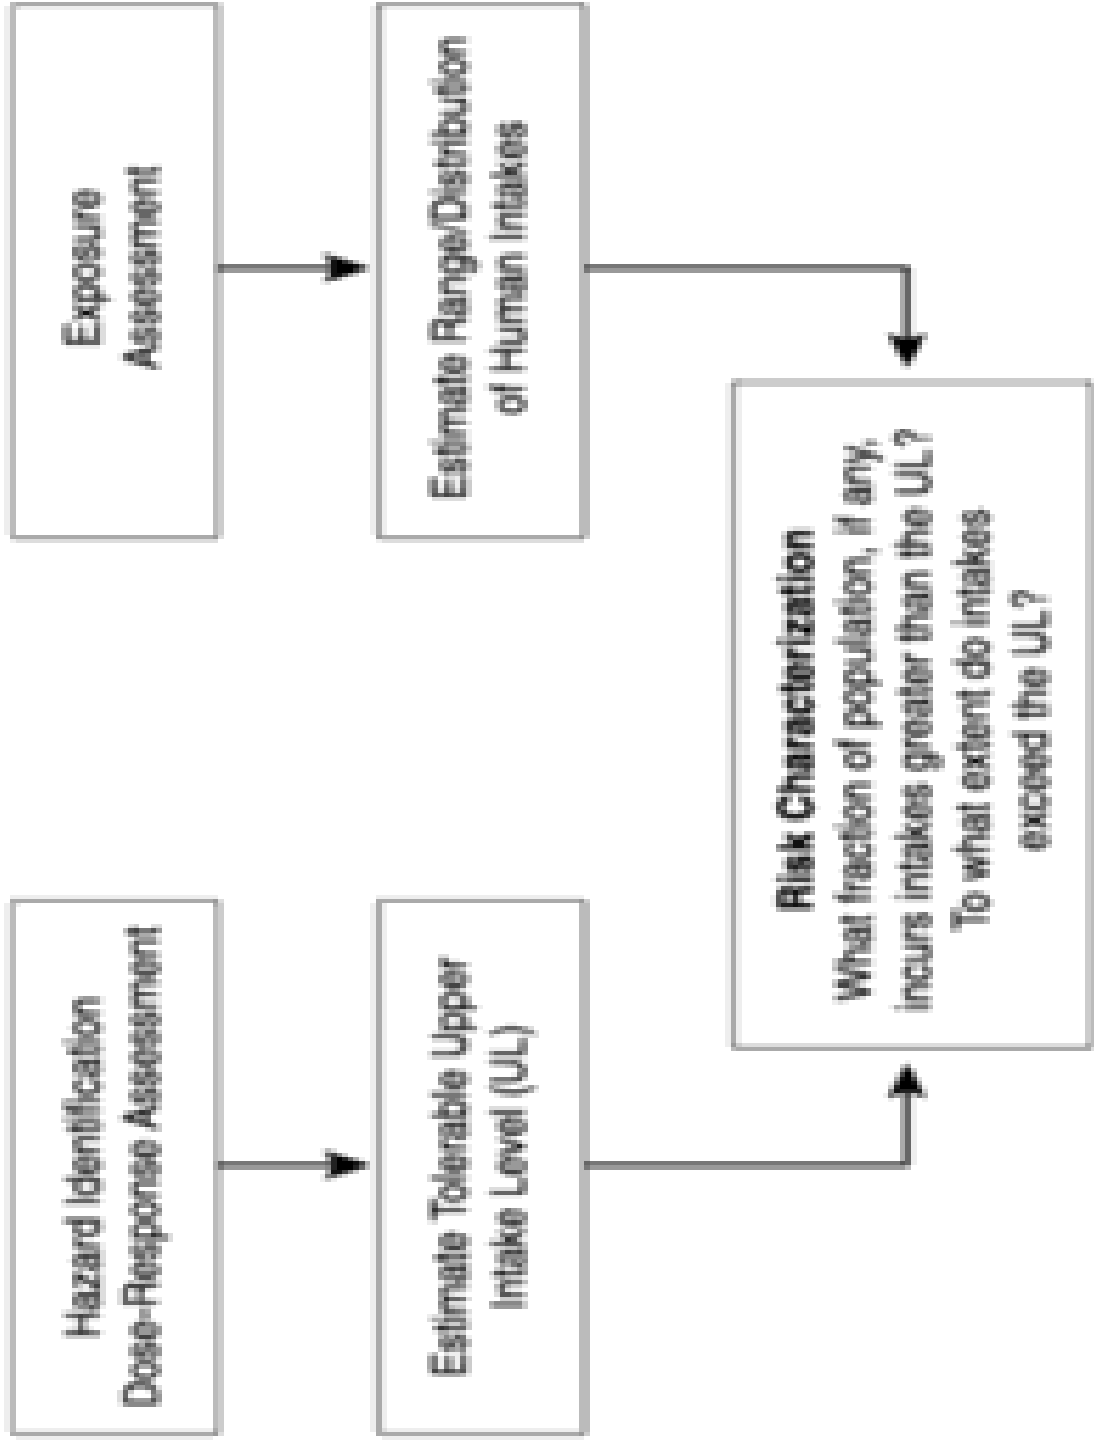 Hazard Identification
Dose-Response Assessment
Estimate Tolerable Upper
Intake Level (UL)
Exposure
Assessment
Estimate Range/Distribution
of Human Intakes
Risk Characterization
What fraction of population, if any,
incurs intakes greater than the UL?
To what extent do intakes
exceed the UL?